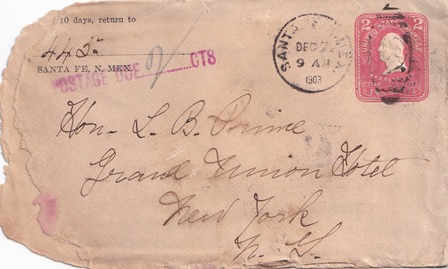 10 days, return to
SANTA FE, N. MEX.
POSTAGE DUE 2 CTS
SANTA FE
DEC
9 AM
1903
2 2
Hon. L. B. Prince
Grand Union Hotel
New York
N. Y.